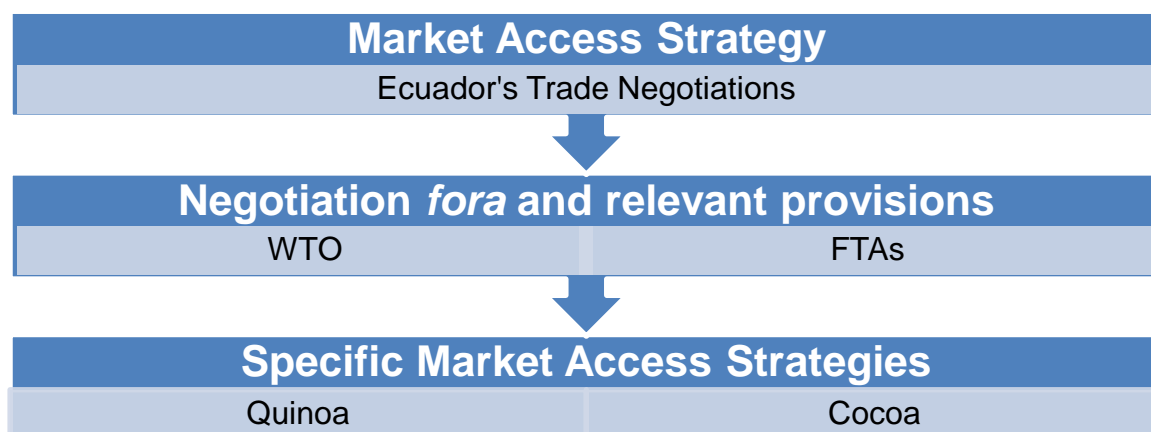 Market Access Strategy
Ecuador's Trade Negotiations
Negotiation fora and relevant provisions
WTO
FTAs
Specific Market Access Strategies
Quinoa
Cocoa